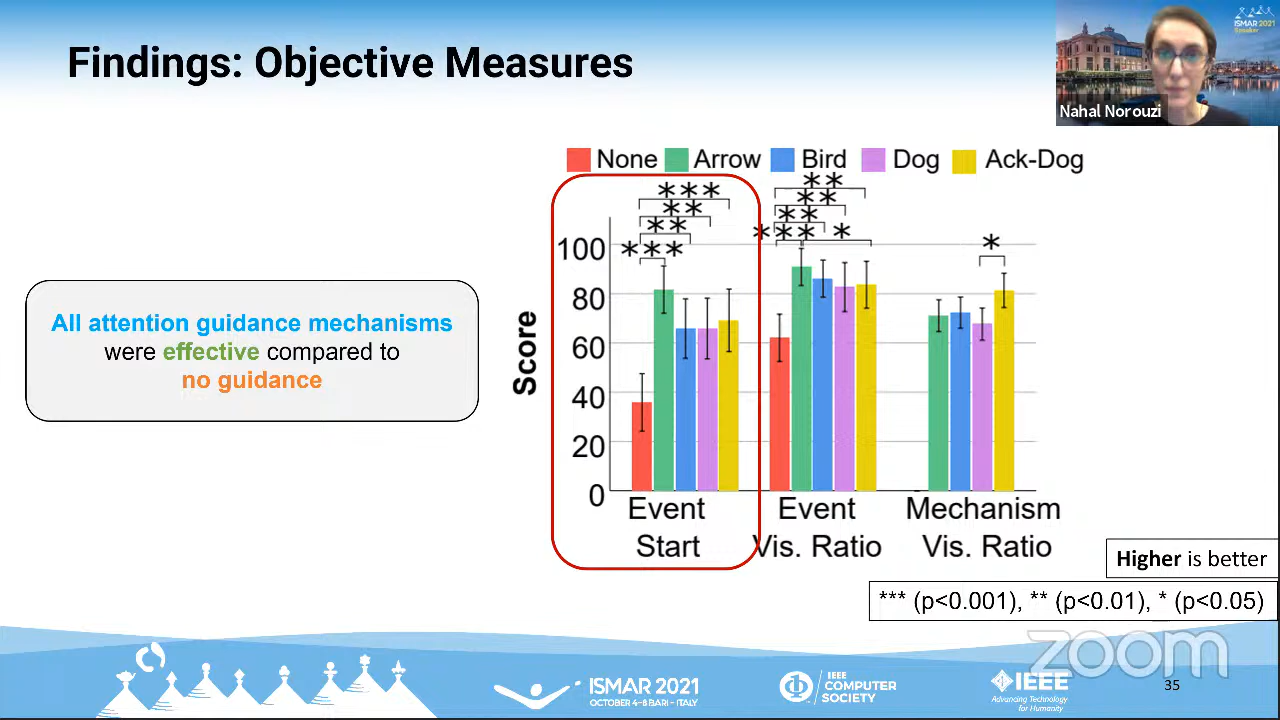 Findings: Objective Measures
ISMAR 2021
Speaker
Nahal Norouzi
None Arrow Bird Dog Ack-Dog
*** ** ** ***
** ** ** *** *
*
100
80
60
40
20
0
Score
Event Start
Event Vis. Ratio
Mechanism Vis. Ratio
All attention guidance mechanisms
were effective compared to
no guidance
Higher is better
*** (p<0.001), ** (p<0.01), * (p<0.05)
zoom
ISMAR 2021
OCTOBER 4-8 BARI - ITALY
IEEE
COMPUTER
SOCIETY
IEEE
Advancing Technology
for Humanity
35